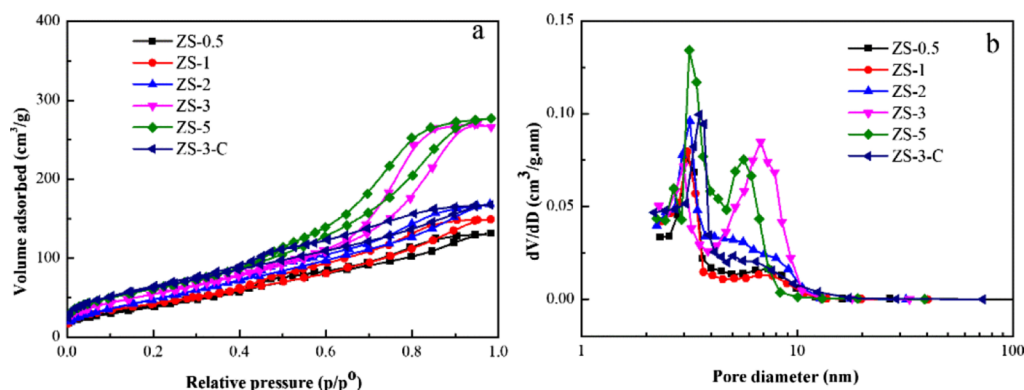 a
ZS-0.5
ZS-1
ZS-2
ZS-3
ZS-5
ZS-3-C
400
300
200
100
0
0.0 0.2 0.4 0.6 0.8 1.0
Volume adsorbed (cm³/g)
Relative pressure (p/p⁰)
b
ZS-0.5
ZS-1
ZS-2
ZS-3
ZS-5
ZS-3-C
0.15
0.10
0.05
0.00
1 10 100
dV/dD (cm³/g.nm)
Pore diameter (nm)